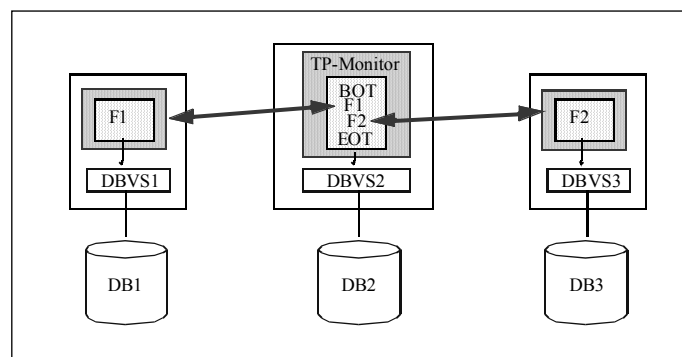 TP-Monitor
BOT
F1
F2
EOT
F1
F2
DBVS1
DBVS2
DBVS3
DB1
DB2
DB3